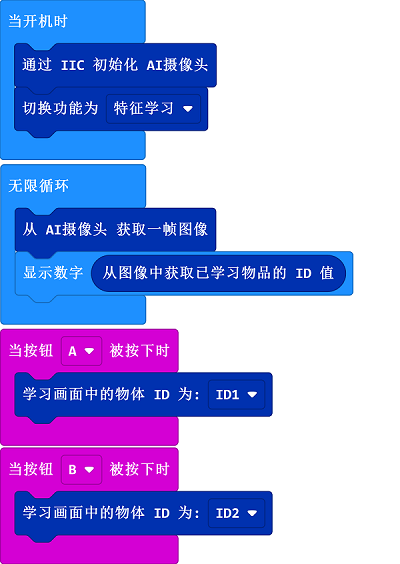 当开机时
通过 IIC 初始化 AI摄像头
切换功能为 特征学习
无限循环
从 AI摄像头 获取一帧图像
显示数字 从图像中获取已学习物品的 ID 值
当按钮 A 被按下时
学习画面中的物体 ID 为: ID1
当按钮 B 被按下时
学习画面中的物体 ID 为: ID2